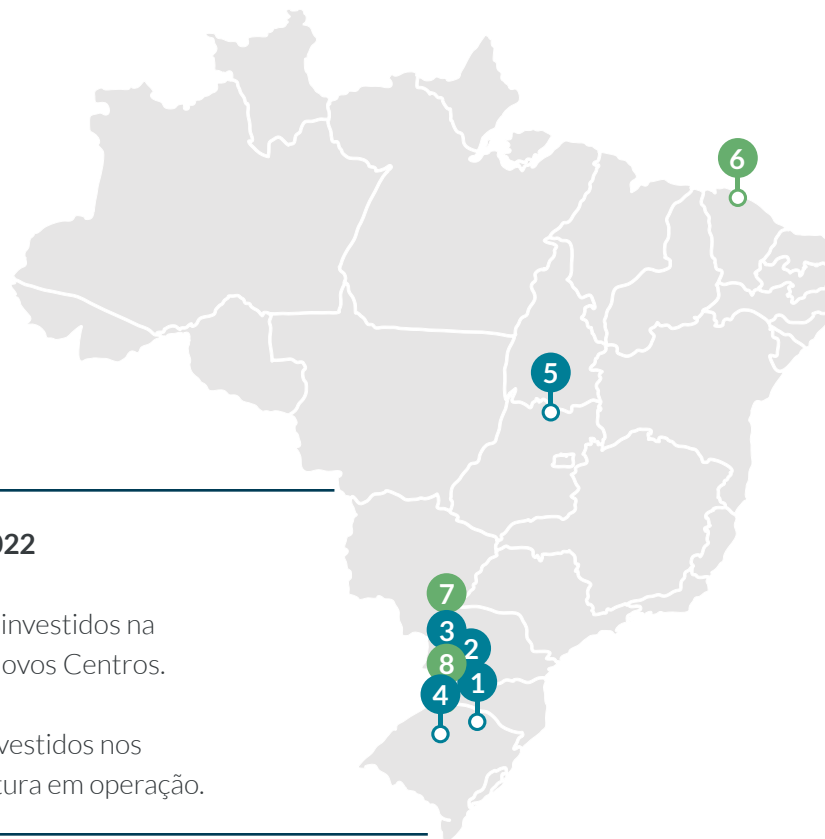 6
5
022
7
investidos na
3
2
ovos Centros.
8
1
4
vestidos nos
tura em operação.